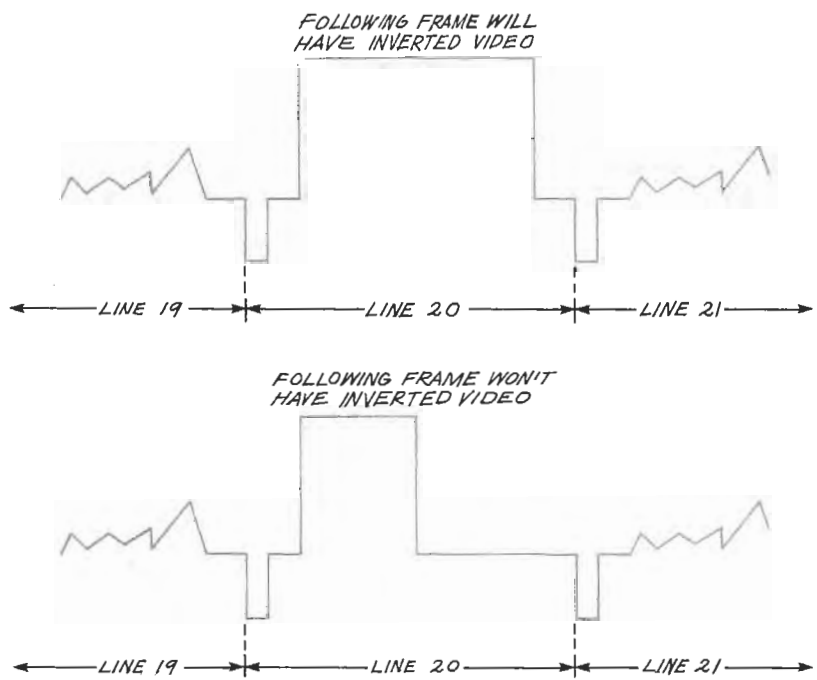 FOLLOWING FRAME WILL
HAVE INVERTED VIDEO
LINE 19
LINE 20
LINE 21
FOLLOWING FRAME WON'T
HAVE INVERTED VIDEO
LINE 19
LINE 20
LINE 21